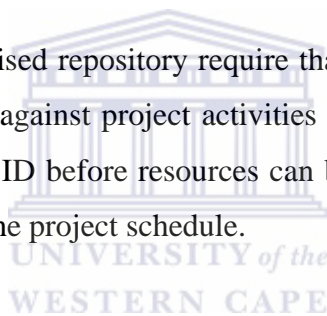 ised repository require tha
against project activities
ID before resources can b
he project schedule.
UNIVERSITY of the
WESTERN CAPE